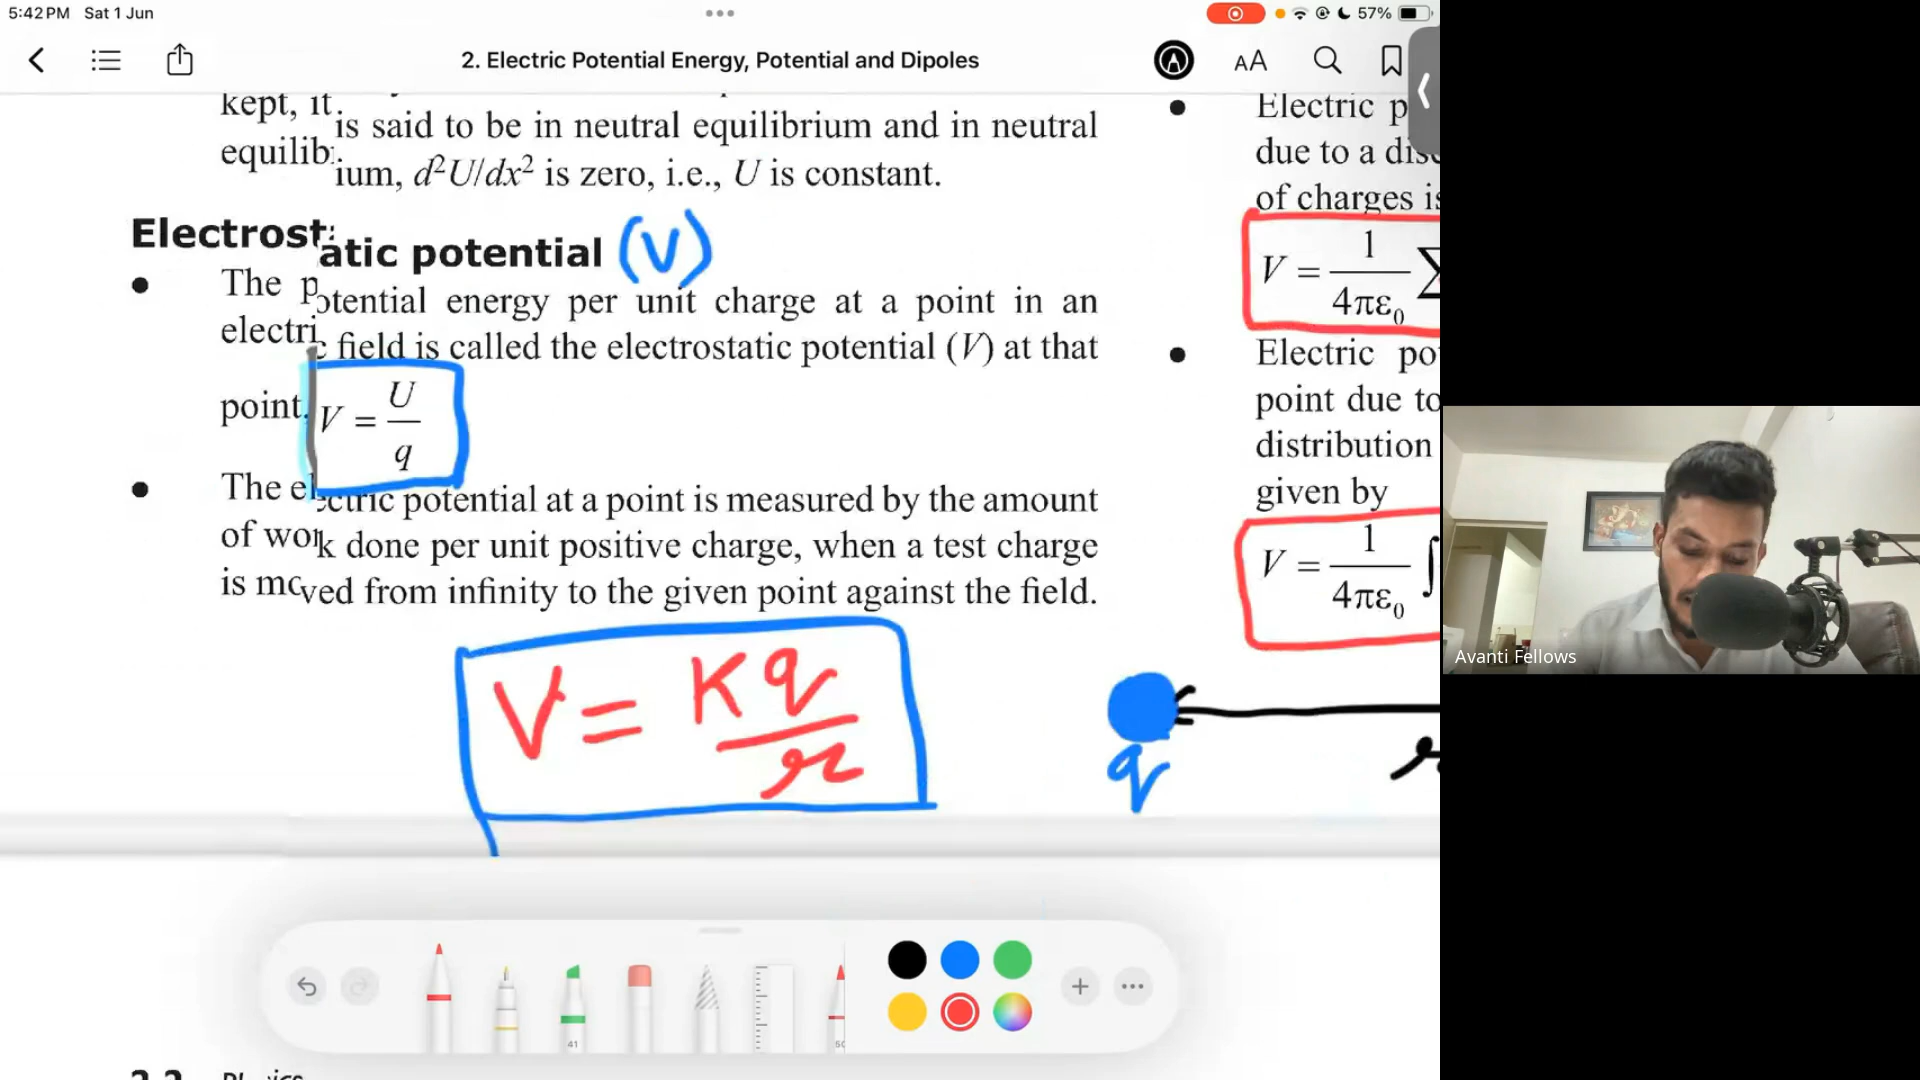 5:42 PM Sat 1 Jun
57%
2. Electric Potential Energy, Potential and Dipoles
AA
kept, it is said to be in neutral equilibrium and in neutral
equilibrium, d²U/dx² is zero, i.e., U is constant.
Electrostatic potential (V)
• The potential energy per unit charge at a point in an
electric field is called the electrostatic potential (V) at that
point, V = U/q
• The electric potential at a point is measured by the amount
of work done per unit positive charge, when a test charge
is moved from infinity to the given point against the field.
V = Kq/r
• Electric
due to a
of charges
V = 1/4πε₀ ∑
• Electric
point due to
distribution
given by
V = 1/4πε₀ ∫
q
r
41
Avanti Fellows